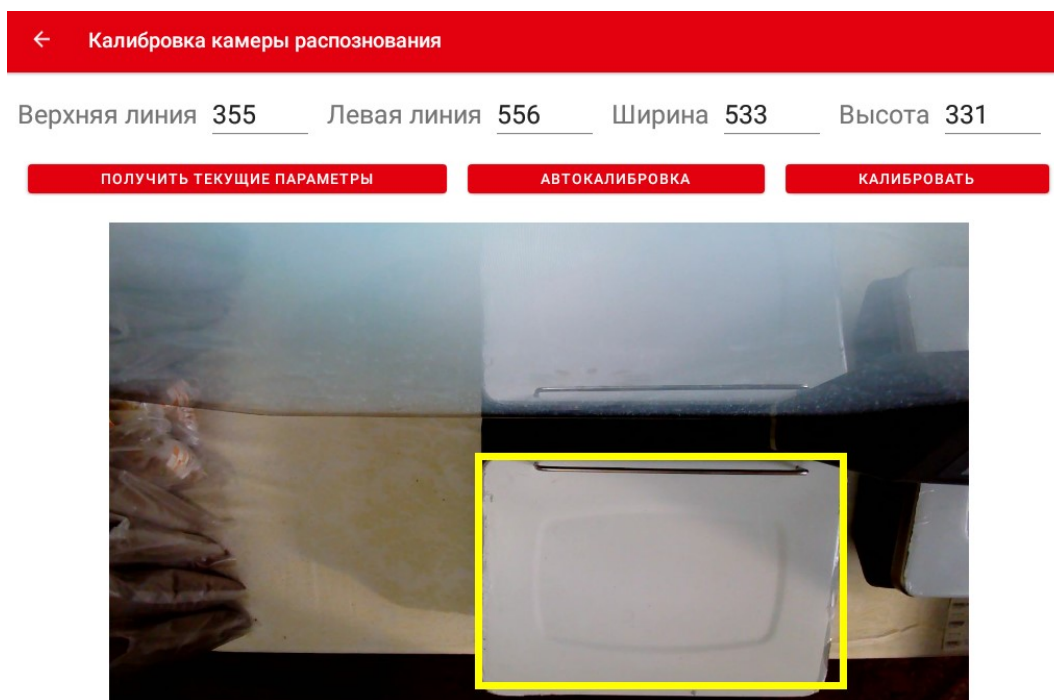 ← Калибровка камеры распознования
Верхняя линия 355 Левая линия 556 Ширина 533 Высота 331
ПОЛУЧИТЬ ТЕКУЩИЕ ПАРАМЕТРЫ АВТОКАЛИБРОВКА КАЛИБРОВАТЬ